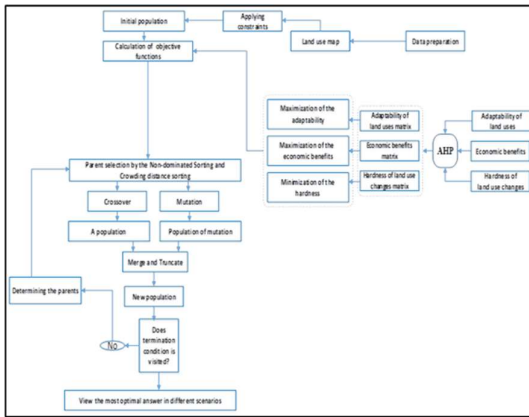 Initial population
Applying
constraints
Land use map
Data preparation
Calculation of objective
functions
Maximization of the
adaptability
Adaptability of
land uses matrix
Adaptability of
land uses
Maximization of the
economic benefits
Economic benefits
matrix
AHP
Economic benefits
Minimization of the
hardness
Hardness of land use
changes matrix
Hardness of
land use changes
Parent selection by the Non-dominated Sorting and
Crowding distance sorting
Crossover
Mutation
A population
Population of mutation
Merge and Truncate
Determining the parents
New population
Does
termination
condition is
visited?
No
View the most optimal answer in different scenarios